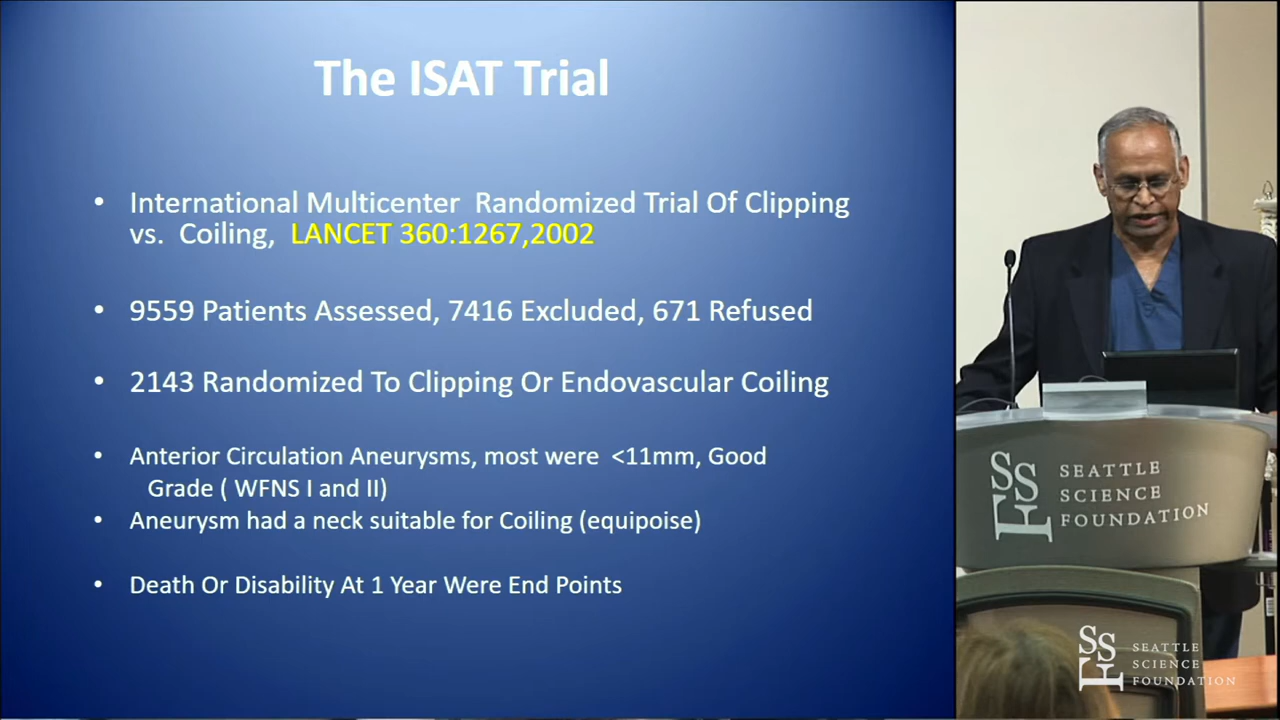 The ISAT Trial
• International Multicenter Randomized Trial Of Clipping
vs. Coiling, LANCET 360:1267,2002
• 9559 Patients Assessed, 7416 Excluded, 671 Refused
• 2143 Randomized To Clipping Or Endovascular Coiling
• Anterior Circulation Aneurysms, most were <11mm, Good
Grade ( WFNS I and II)
• Aneurysm had a neck suitable for Coiling (equipoise)
• Death Or Disability At 1 Year Were End Points
SSF
SEATTLE
SCIENCE
FOUNDATION
SSF
SEATTLE
SCIENCE
FOUNDATION